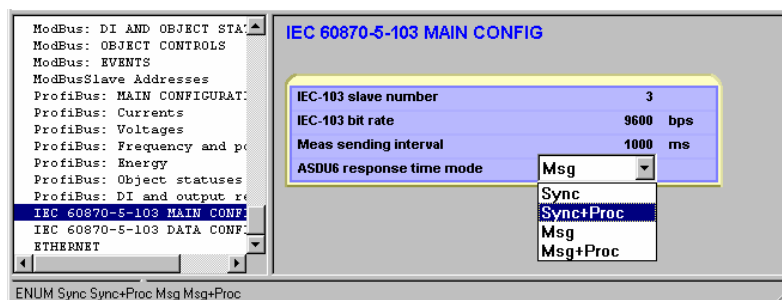 ModBus: DI AND OBJECT STA
ModBus: OBJECT CONTROLS
ModBus: EVENTS
ModBusSlave Addresses
ProfiBus: MAIN CONFIGURAT
ProfiBus: Currents
ProfiBus: Voltages
ProfiBus: Frequency and po
ProfiBus: Energy
ProfiBus: Object statuses
ProfiBus: DI and output re
IEC 60870-5-103 MAIN CONF
IEC 60870-5-103 DATA CONF
ETHERNET
IEC 60870-5-103 MAIN CONFIG
IEC-103 slave number 3
IEC-103 bit rate 9600 bps
Meas sending interval 1000 ms
ASDU6 response time mode Msg
Sync
Sync+Proc
Msg
Msg+Proc
ENUM Sync Sync+Proc Msg Msg+Proc